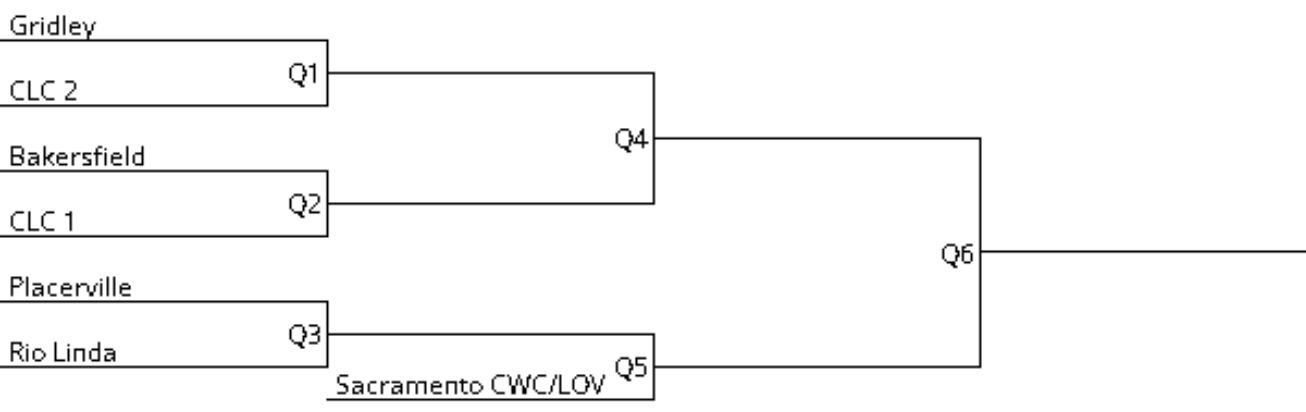 Gridley
Q1
CLC 2
Q4
Bakersfield
Q2
CLC 1
Q6
Placerville
Q3
Rio Linda
Q5
Sacramento CWC/LOV